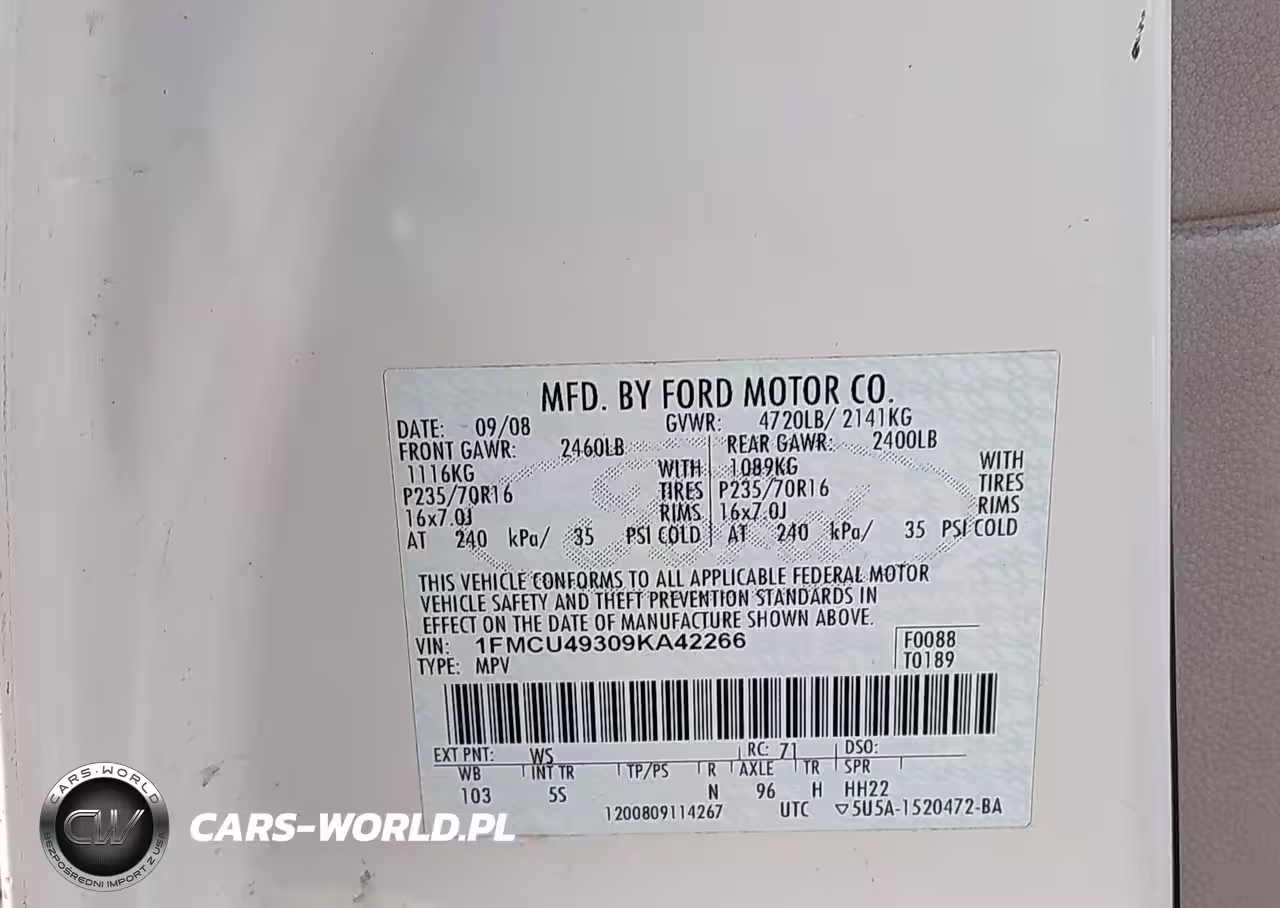 MFD. BY FORD MOTOR CO.
DATE: 09/08 GVWR: 4720LB/ 2141KG
FRONT GAWR: 2460LB REAR GAWR: 2400LB
1116KG WITH 1089KG WITH
P235/70R16 TIRES P235/70R16 TIRES
16x7.0J RIMS 16x7.0J RIMS
AT 240 kPa/ 35 PSI COLD AT 240 kPa/ 35 PSI COLD
THIS VEHICLE CONFORMS TO ALL APPLICABLE FEDERAL MOTOR
VEHICLE SAFETY AND THEFT PREVENTION STANDARDS IN
EFFECT ON THE DATE OF MANUFACTURE SHOWN ABOVE.
VIN: 1FMCU49309KA42266 F0088
TYPE: MPV T0189
EXT PNT: WS RC: 71 DSO:
WB INT TR TP/PS R AXLE TR SPR
103 5S N 96 H HH22
1200809114267 UTC ▽5U5A-1520472-BA
CARS-WORLD
CW
BEZPOŚREDNI IMPORT Z USA
CARS-WORLD.PL